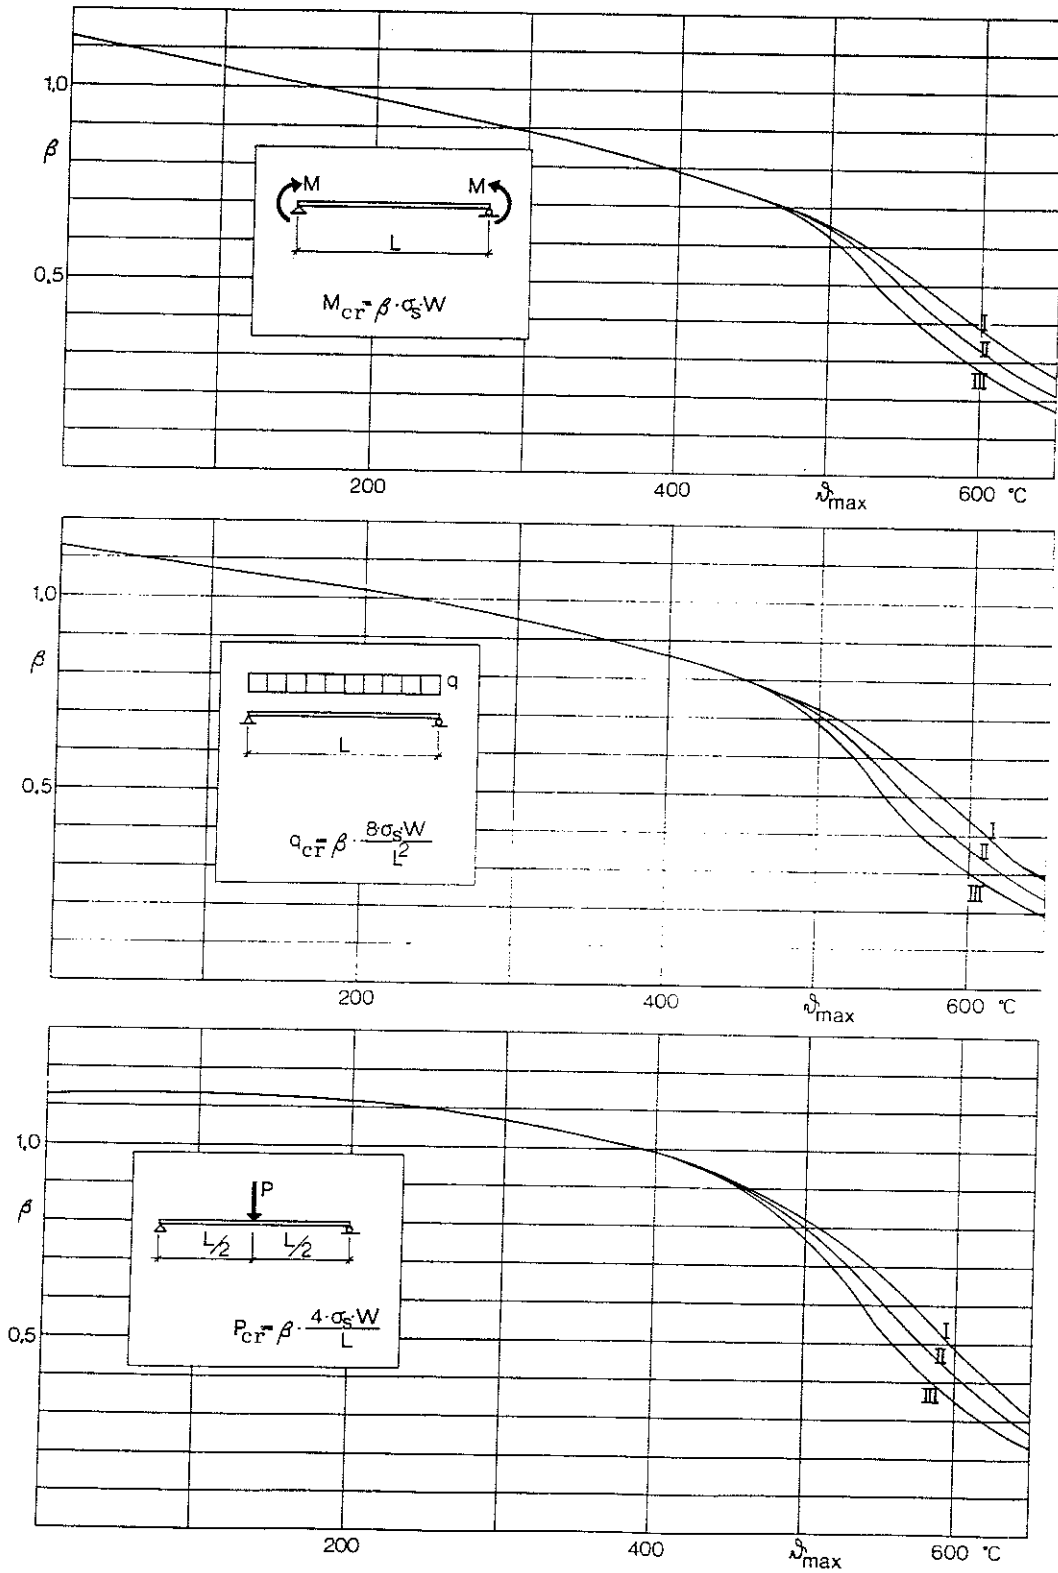 1.0
β
M M
L
0.5
M_cr = β · σ_s · W
I
II
III
200 400 ϑ_max 600 °C
1.0
β
q
L
0.5
q_cr = β · 8·σ_s·W / L²
I
II
III
200 400 ϑ_max 600 °C
1.0
β
P
L/2 L/2
P_cr = β · 4·σ_s·W / L
0.5
I
II
III
200 400 ϑ_max 600 °C